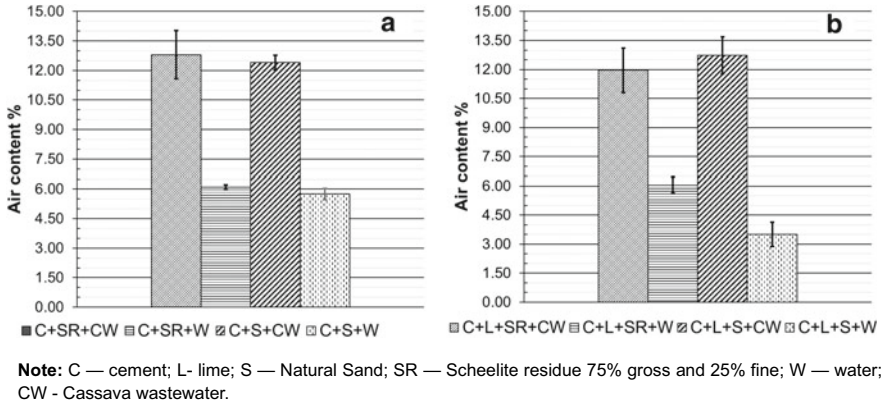 a
15.00
13.50
12.00
10.50
9.00
7.50
6.00
4.50
3.00
1.50
0.00
Air content %
C+SR+CW C+SR+W C+S+CW C+S+W
b
15.00
13.50
12.00
10.50
9.00
7.50
6.00
4.50
3.00
1.50
0.00
Air content %
C+L+SR+CW C+L+SR+W C+L+S+CW C+L+S+W
Note: C — cement; L- lime; S — Natural Sand; SR — Scheelite residue 75% gross and 25% fine; W — water;
CW - Cassava wastewater.